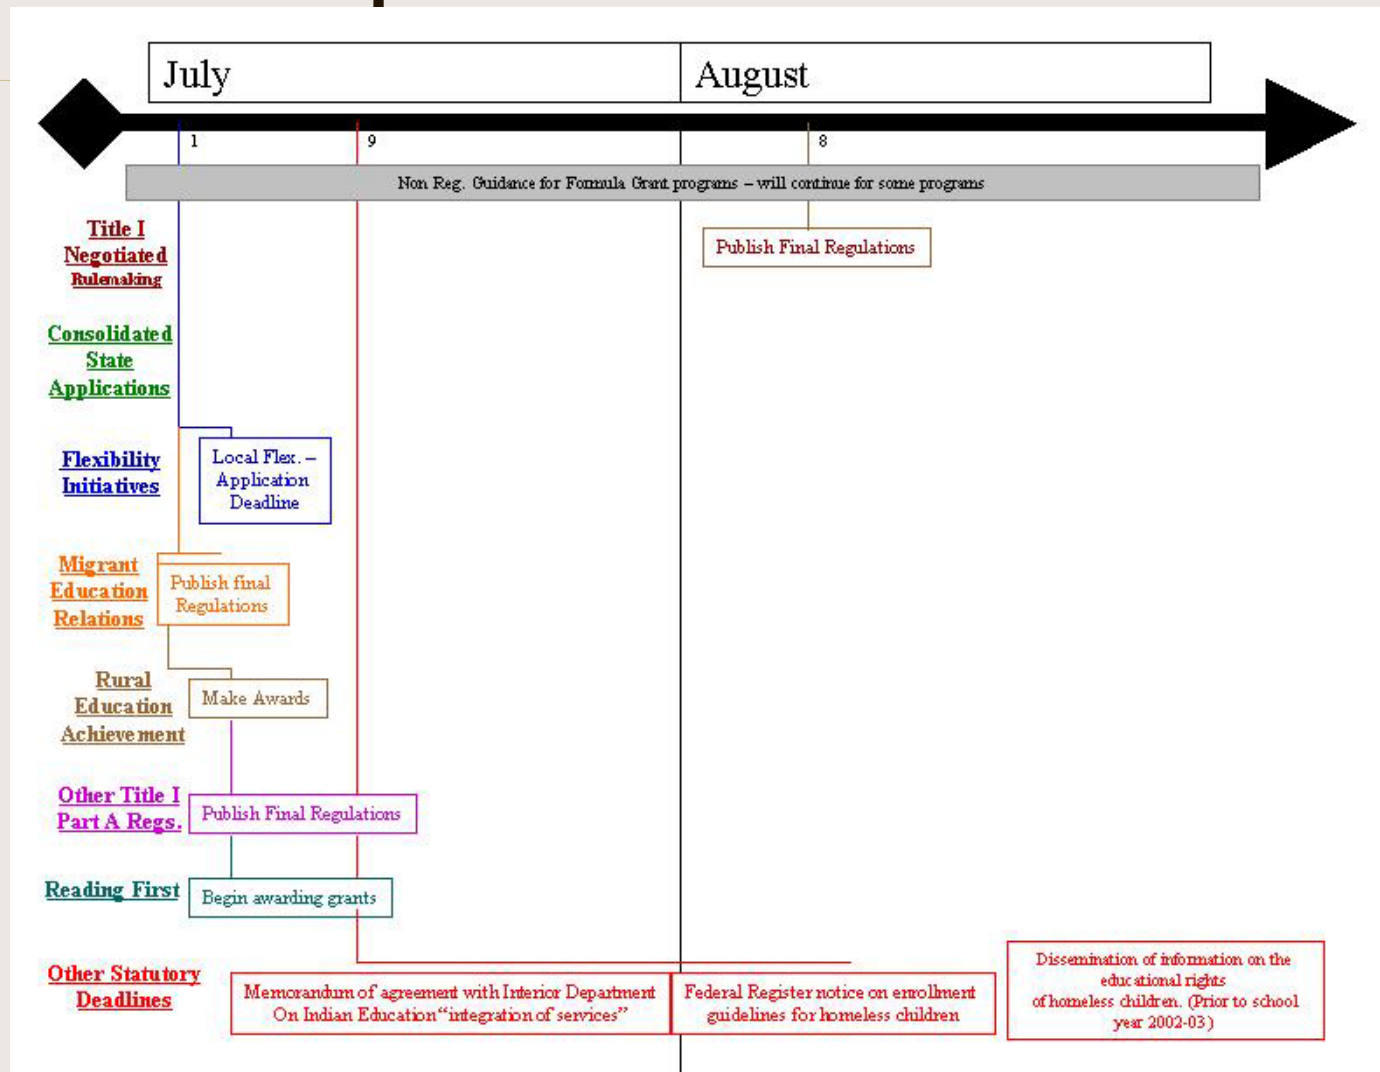 July
August
1
9
8
Non Reg. Guidance for Formula Grant programs – will continue for some programs
Title I
Negotiated
Rulemaking
Publish Final Regulations
Consolidated
State
Applications
Flexibility
Initiatives
Local Flex. –
Application
Deadline
Migrant
Education
Relations
Publish final
Regulations
Rural
Education
Achievement
Make Awards
Other Title I
Part A Regs.
Publish Final Regulations
Reading First
Begin awarding grants
Other Statutory
Deadlines
Memorandum of agreement with Interior Department
On Indian Education “integration of services”
Federal Register notice on enrollment
guidelines for homeless children
Dissemination of information on the
educational rights
of homeless children. (Prior to school
year 2002-03)